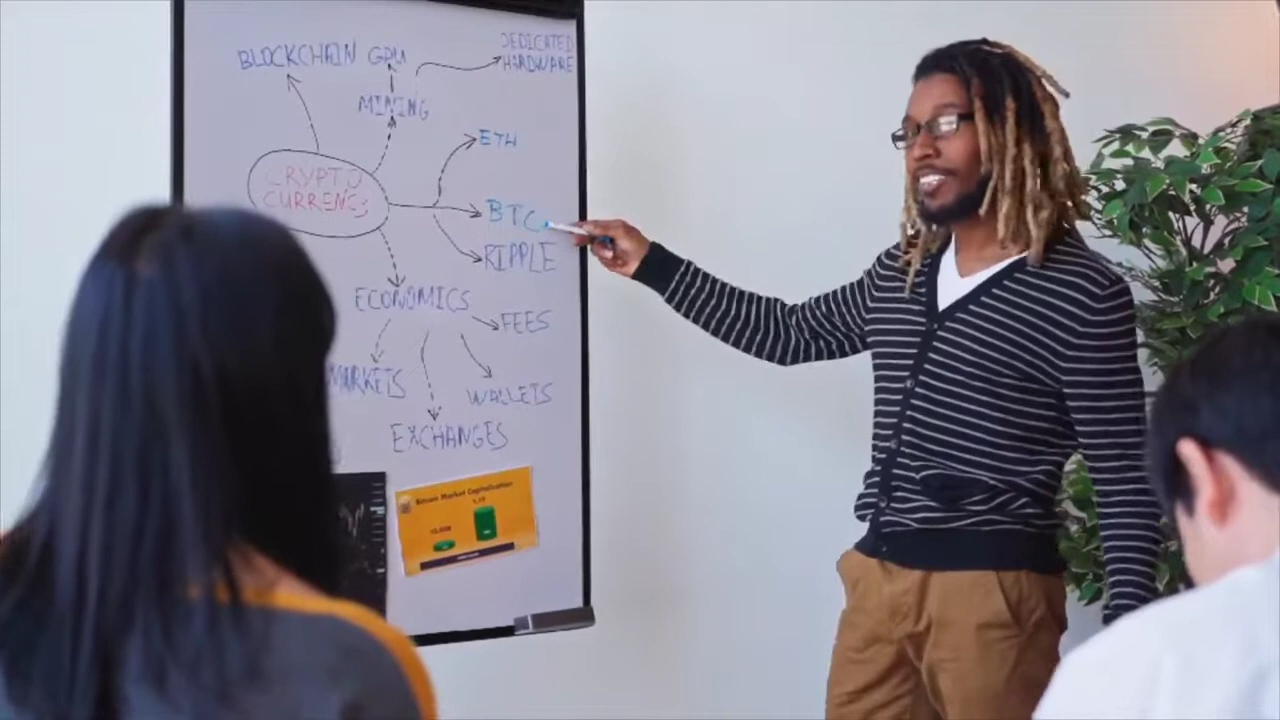 BLOCKCHAIN GPU
DEDICATED
HARDWARE
MINING
ETH
CRYPTO
CURRENCY
BTC
RIPPLE
ECONOMICS
FEES
MARKETS
WALLETS
EXCHANGES
Bitcoin Market Capitalization